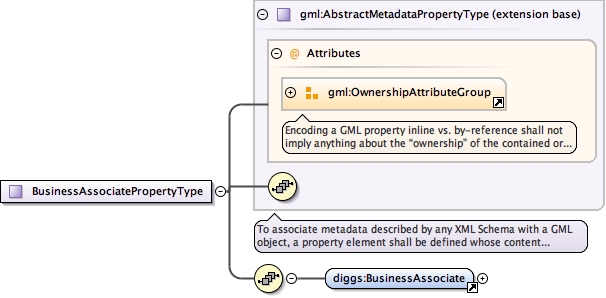 gml:AbstractMetadataPropertyType (extension base)
@ Attributes
gml:OwnershipAttributeGroup
Encoding a GML property inline vs. by-reference shall not
imply anything about the “ownership” of the contained or...
BusinessAssociatePropertyType
To associate metadata described by any XML Schema with a GML
object, a property element shall be defined whose content...
diggs:BusinessAssociate